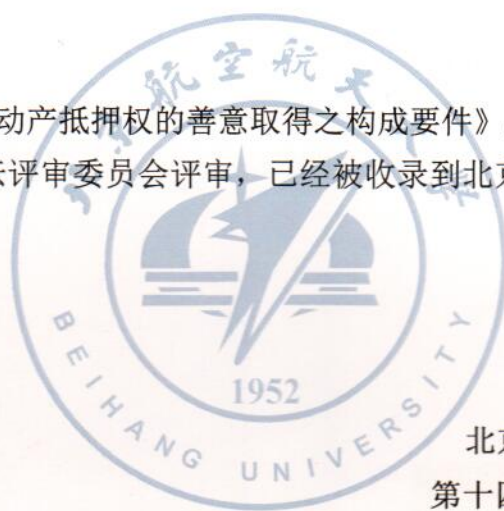 北京航空航天大学
动产抵押权的善意取得之构成要件》
评审委员会评审，已经被收录到北京
1952
BEIHANG UNIVERSITY
北京
第十四